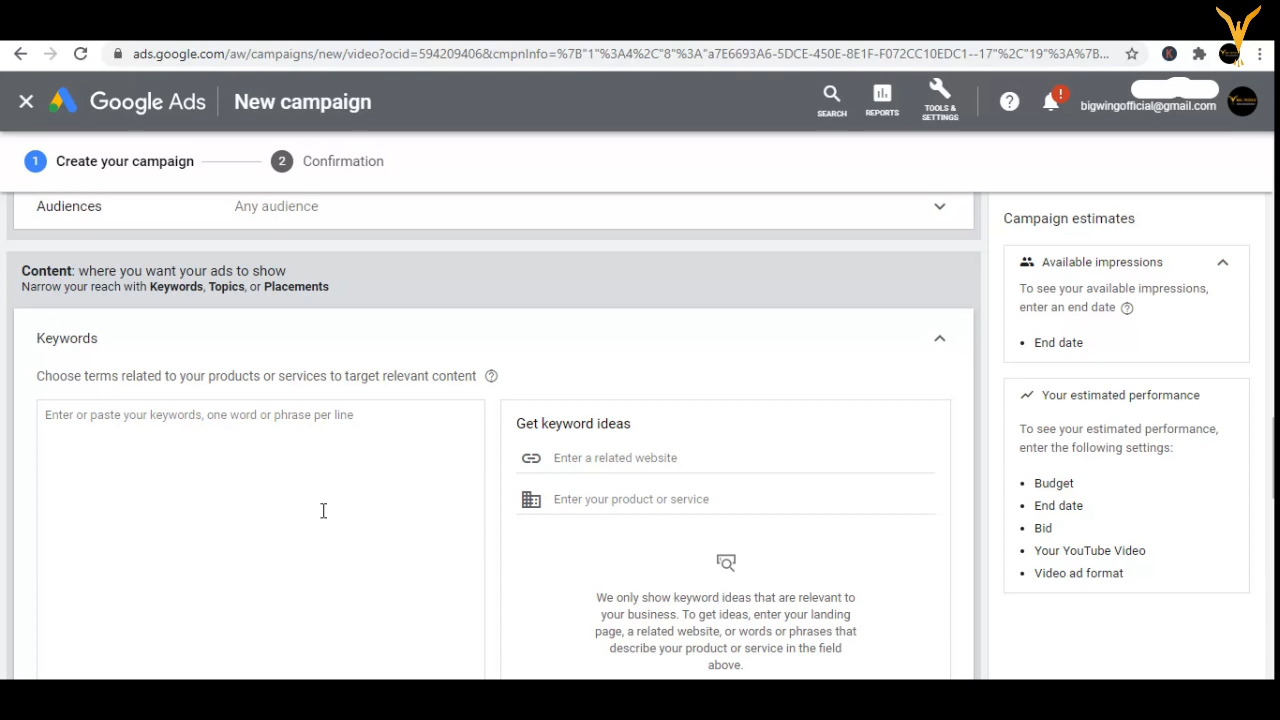 ads.google.com/aw/campaigns/new/video?ocid=594209406&cmpnInfo=%7B"1"%3A4%2C"8"%3A"a7E6693A6-5DCE-450E-8E1F-F072CC10EDC1--17"%2C"19"%3A%7B...
K
Google Ads
New campaign
SEARCH
REPORTS
TOOLS & SETTINGS
!
bigwingofficial@gmail.com
1 Create your campaign
2 Confirmation
Audiences
Any audience
Content: where you want your ads to show
Narrow your reach with Keywords, Topics, or Placements
Keywords
Choose terms related to your products or services to target relevant content
Enter or paste your keywords, one word or phrase per line
Get keyword ideas
Enter a related website
Enter your product or service
We only show keyword ideas that are relevant to
your business. To get ideas, enter your landing
page, a related website, or words or phrases that
describe your product or service in the field
above.
Campaign estimates
Available impressions
To see your available impressions,
enter an end date
• End date
Your estimated performance
To see your estimated performance,
enter the following settings:
• Budget
• End date
• Bid
• Your YouTube Video
• Video ad format